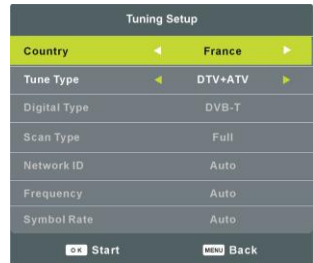 Tuning Setup
Country France
Tune Type DTV+ATV
Digital Type DVB-T
Scan Type Full
Network ID Auto
Frequency Auto
Symbol Rate Auto
OK Start MENU Back